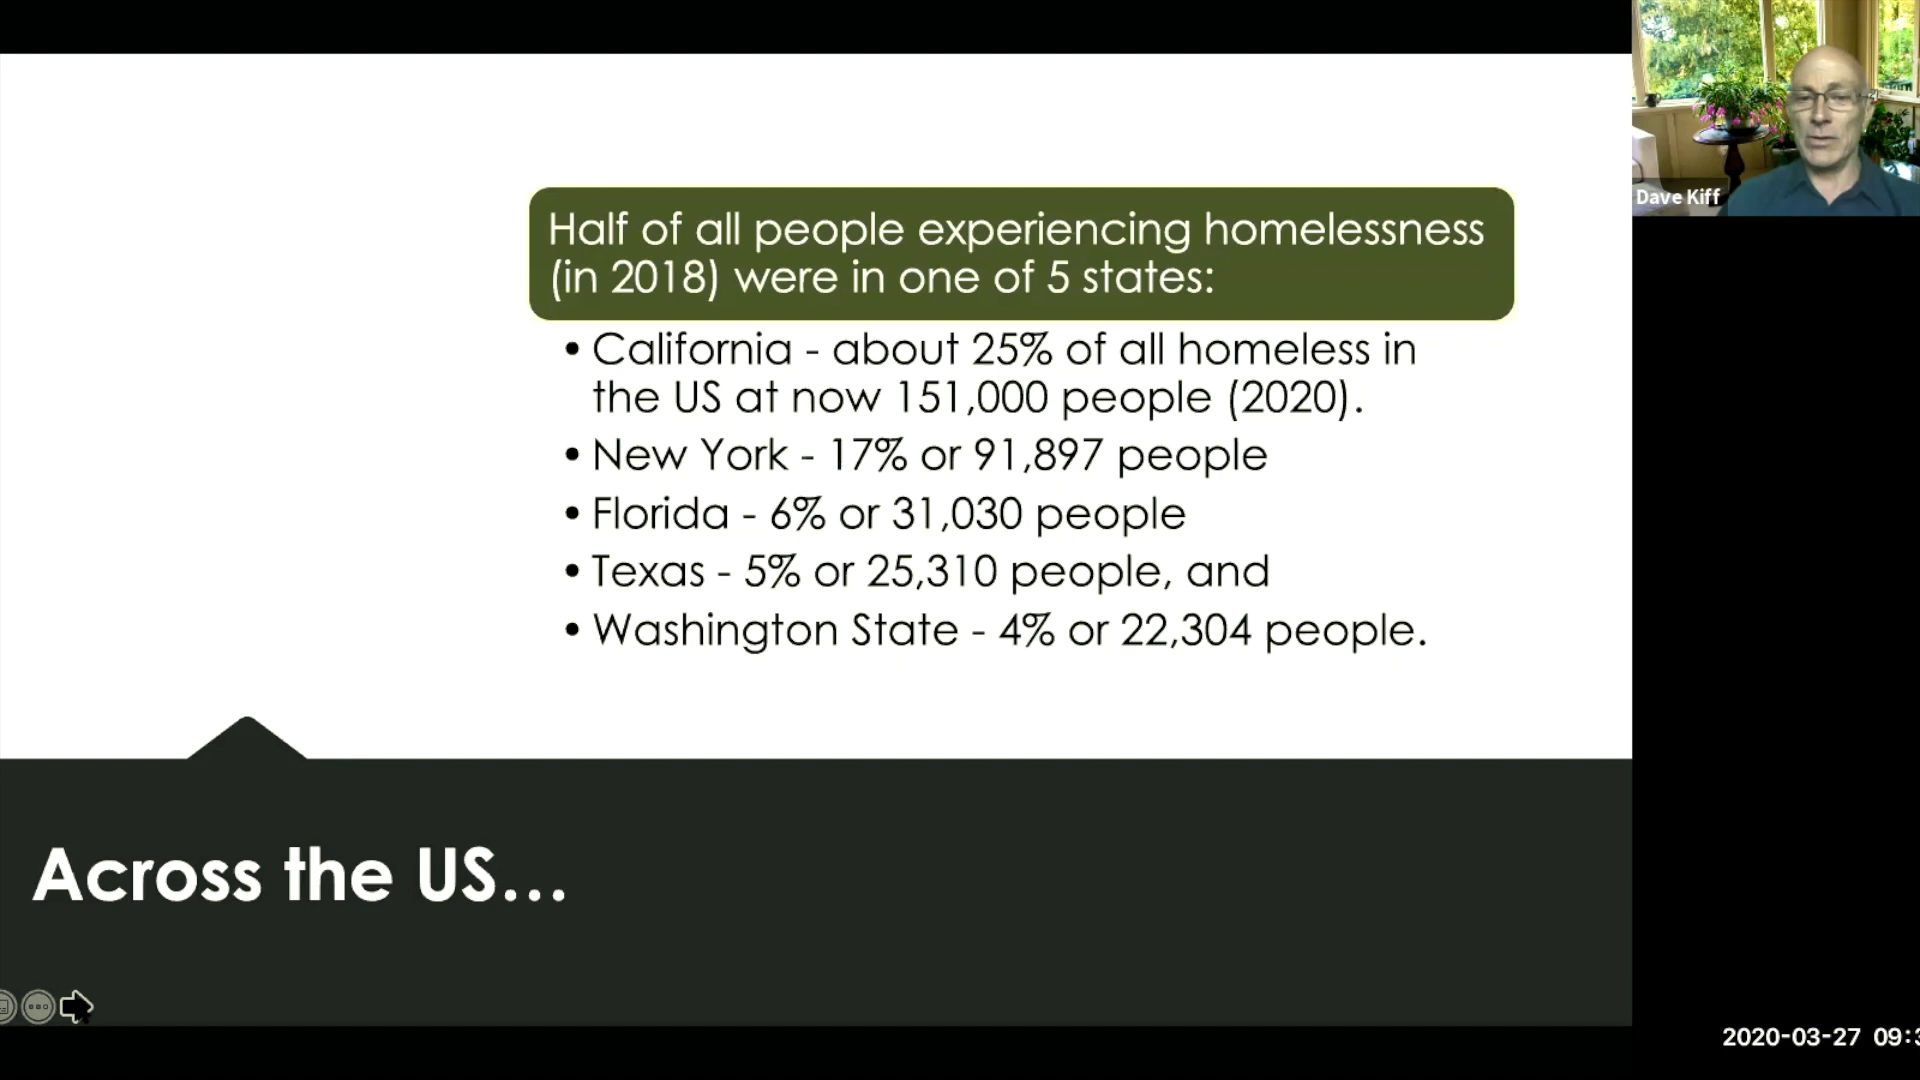 Half of all people experiencing homelessness
(in 2018) were in one of 5 states:
• California - about 25% of all homeless in
the US at now 151,000 people (2020).
• New York - 17% or 91,897 people
• Florida - 6% or 31,030 people
• Texas - 5% or 25,310 people, and
• Washington State - 4% or 22,304 people.
Across the US...
Dave Kiff
2020-03-27 09:3